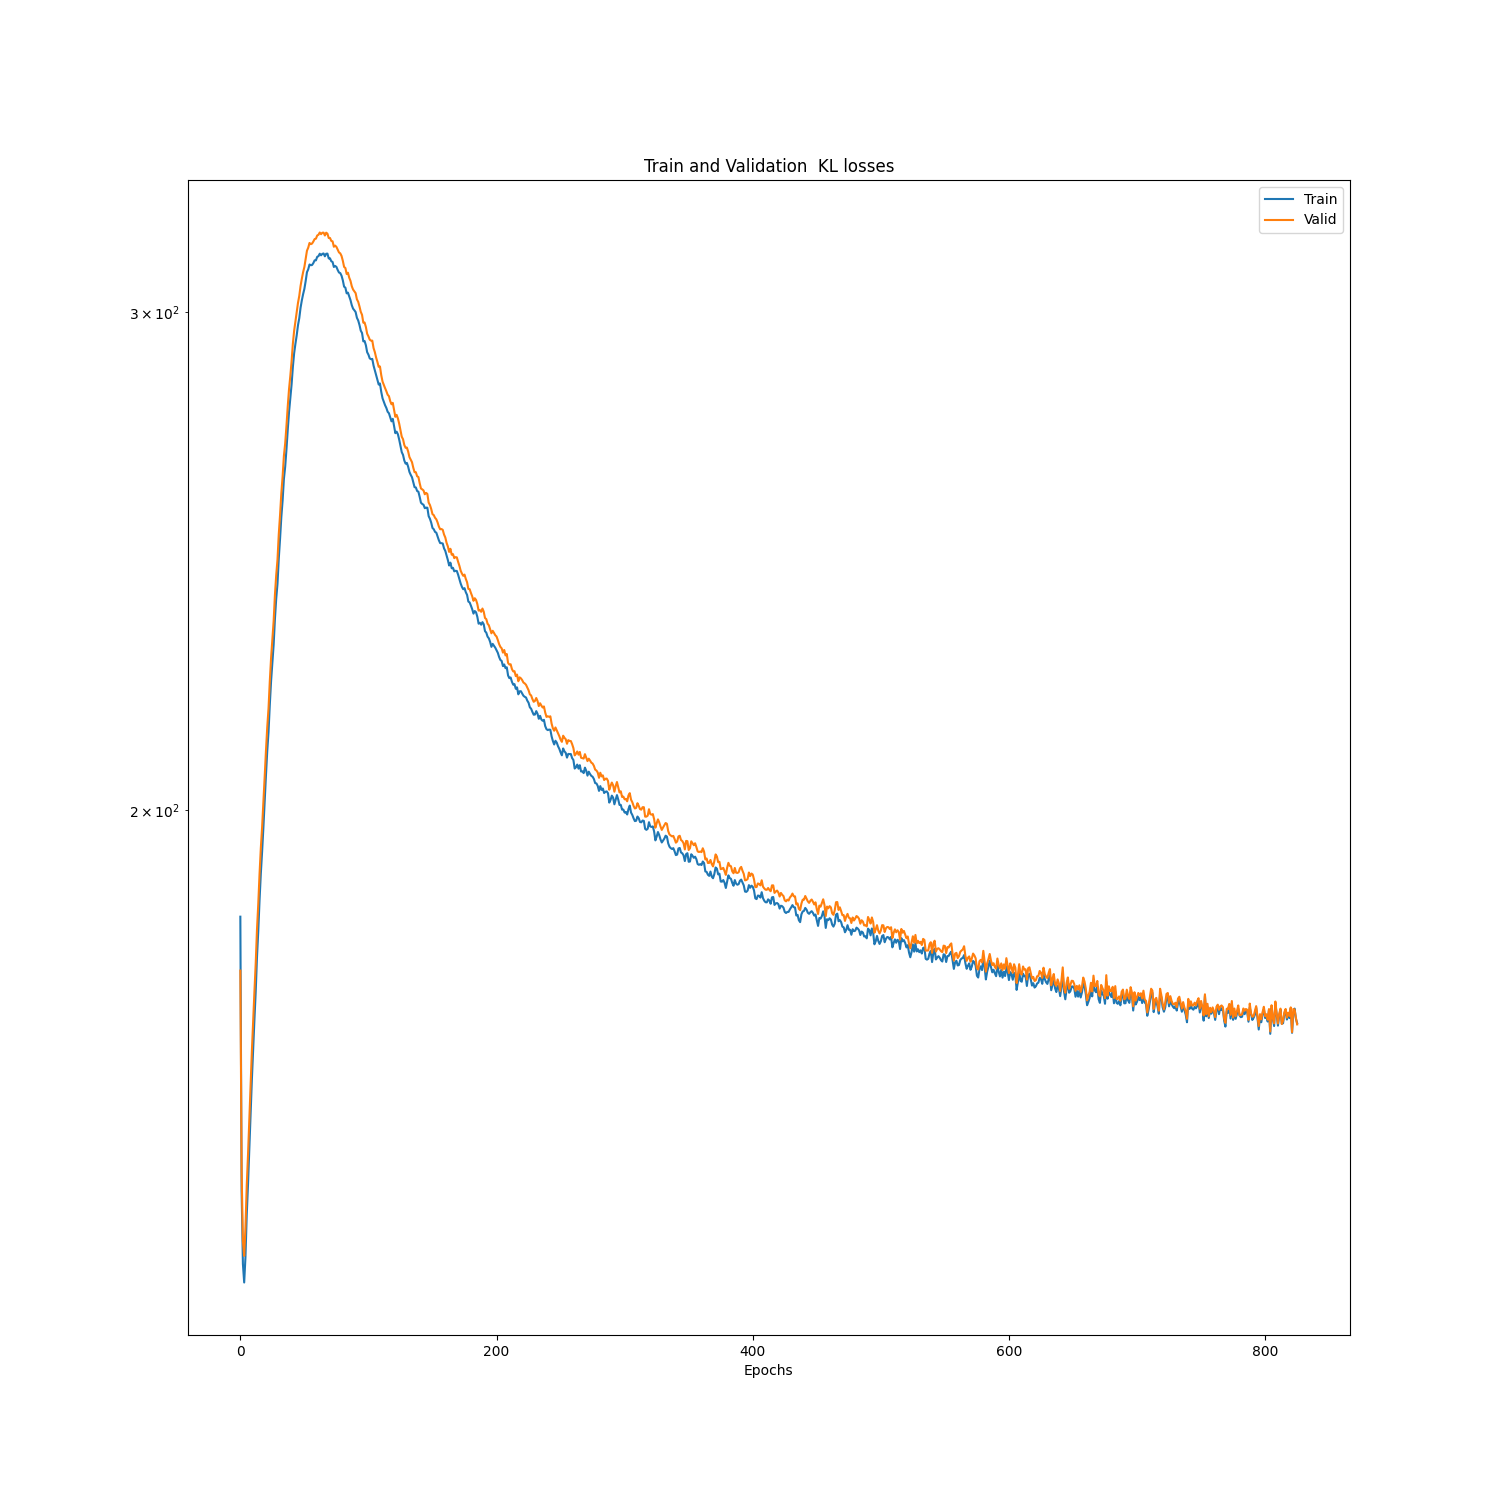 Train and Validation  KL losses
Train
Valid
3 × 10²
2 × 10²
0 200 400 600 800
Epochs